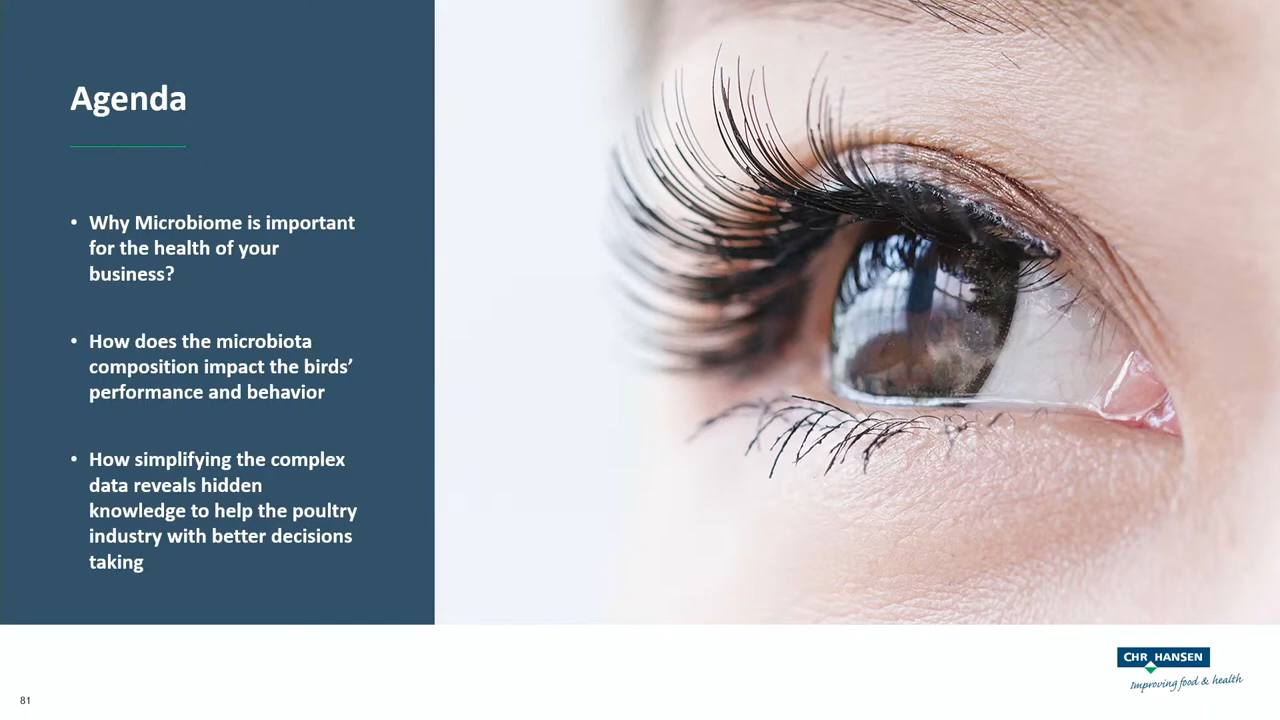 Agenda
• Why Microbiome is important
for the health of your
business?
• How does the microbiota
composition impact the birds’
performance and behavior
• How simplifying the complex
data reveals hidden
knowledge to help the poultry
industry with better decisions
taking
CHR HANSEN
Improving food & health
81